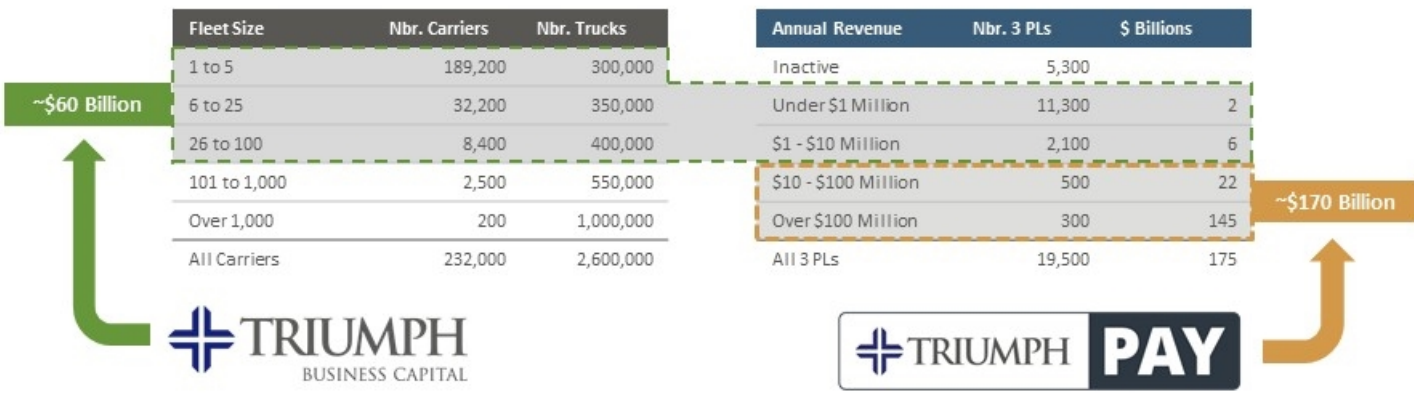 Fleet Size Nbr. Carriers Nbr. Trucks
1 to 5 189,200 300,000
6 to 25 32,200 350,000
26 to 100 8,400 400,000
101 to 1,000 2,500 550,000
Over 1,000 200 1,000,000
All Carriers 232,000 2,600,000
~$60 Billion
TRIUMPH
BUSINESS CAPITAL
Annual Revenue Nbr. 3 PLs $ Billions
Inactive 5,300
Under $1 Million 11,300 2
$1 - $10 Million 2,100 6
$10 - $100 Million 500 22
Over $100 Million 300 145
All 3 PLs 19,500 175
~$170 Billion
TRIUMPH PAY